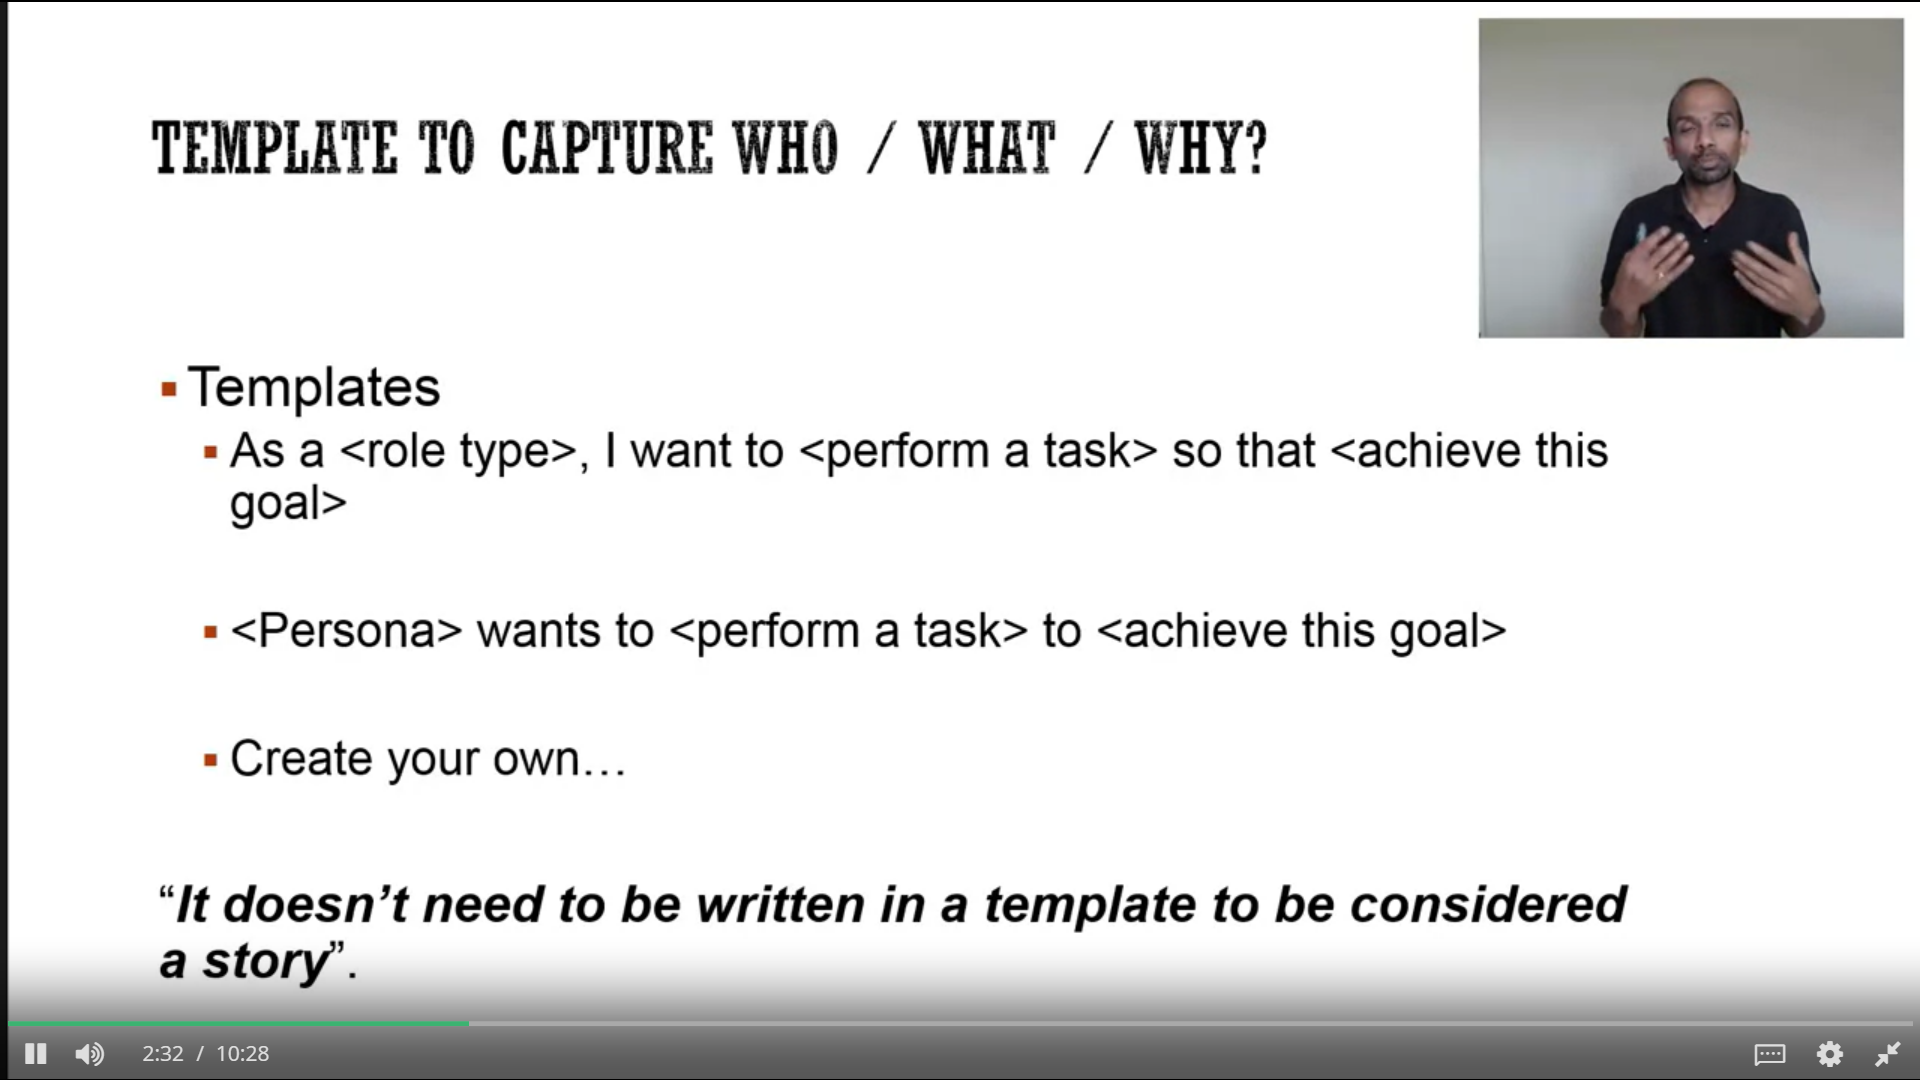 TEMPLATE TO CAPTURE WHO / WHAT / WHY?
Templates
As a <role type>, I want to <perform a task> so that <achieve this
goal>
<Persona> wants to <perform a task> to <achieve this goal>
Create your own…
“It doesn’t need to be written in a template to be considered
a story”.
2:32 / 10:28